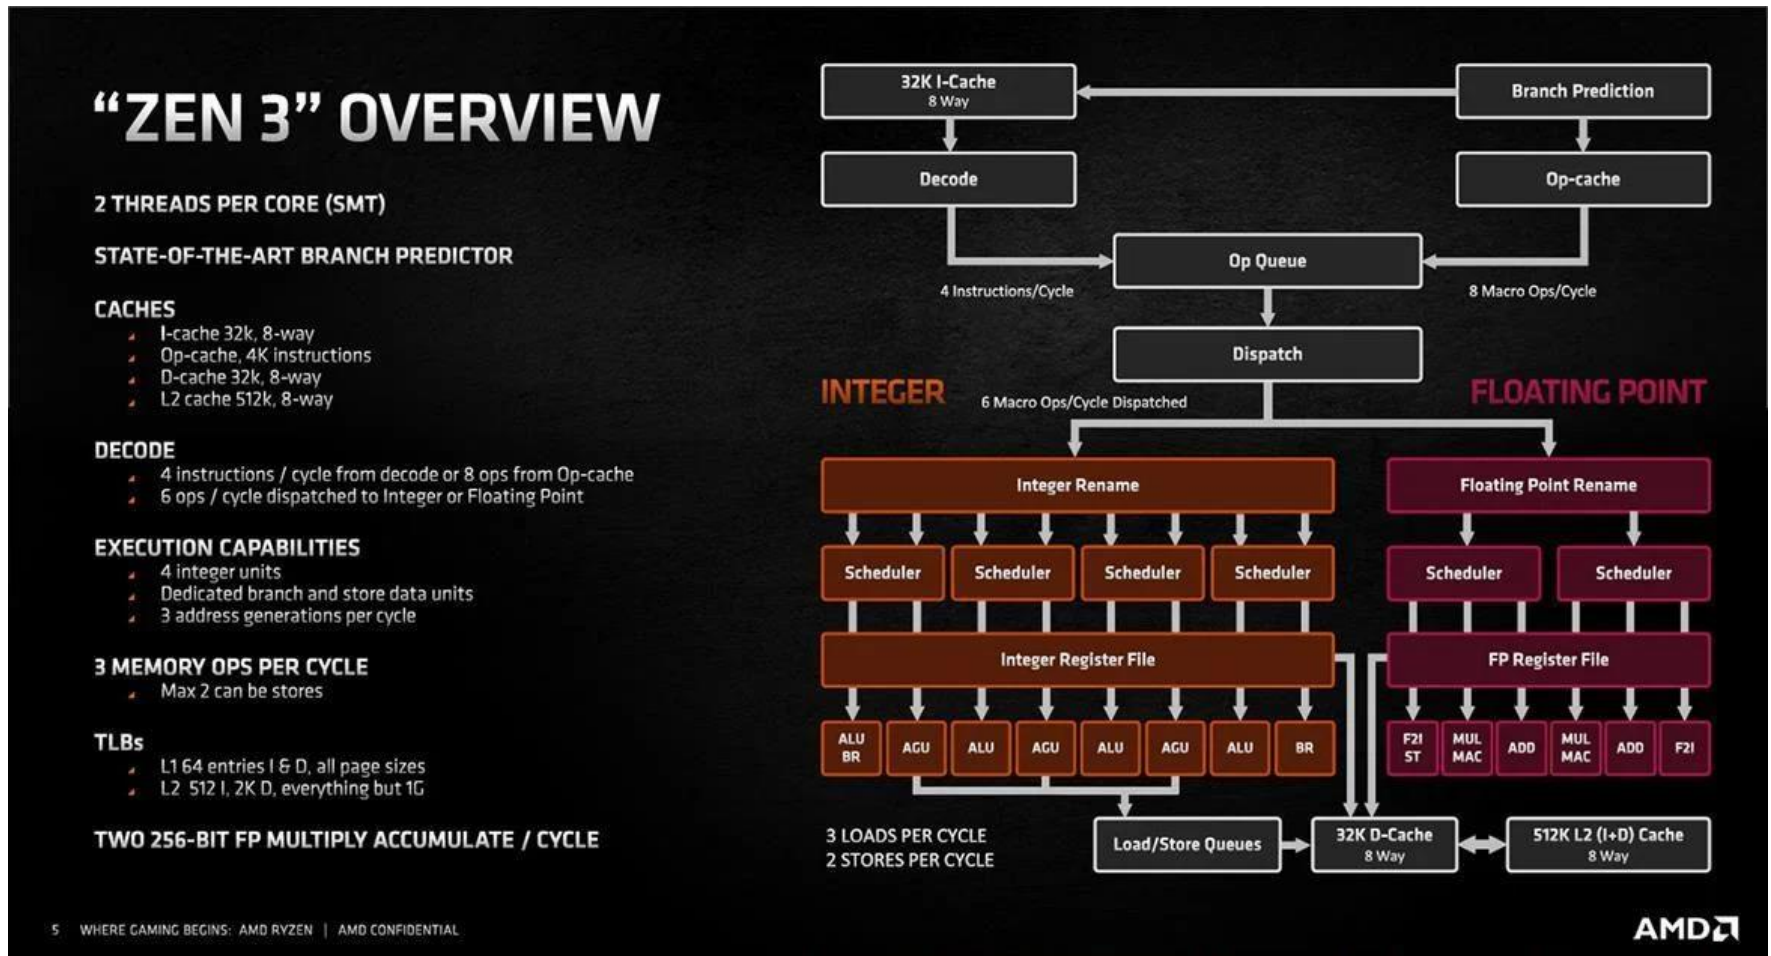 “ZEN 3” OVERVIEW
2 THREADS PER CORE (SMT)
STATE-OF-THE-ART BRANCH PREDICTOR
CACHES
I-cache 32k, 8-way
Op-cache, 4K instructions
D-cache 32k, 8-way
L2 cache 512k, 8-way
DECODE
4 instructions / cycle from decode or 8 ops from Op-cache
6 ops / cycle dispatched to Integer or Floating Point
EXECUTION CAPABILITIES
4 integer units
Dedicated branch and store data units
3 address generations per cycle
3 MEMORY OPS PER CYCLE
Max 2 can be stores
TLBs
L1 64 entries I & D, all page sizes
L2 512 I, 2K D, everything but 1G
TWO 256-BIT FP MULTIPLY ACCUMULATE / CYCLE
32K I-Cache
8 Way
Branch Prediction
Decode
Op-cache
Op Queue
4 Instructions/Cycle
8 Macro Ops/Cycle
Dispatch
INTEGER
6 Macro Ops/Cycle Dispatched
FLOATING POINT
Integer Rename
Floating Point Rename
Scheduler
Scheduler
Scheduler
Scheduler
Scheduler
Scheduler
Integer Register File
FP Register File
ALU
BR
AGU
ALU
AGU
ALU
AGU
ALU
BR
F2I
ST
MUL
MAC
ADD
MUL
MAC
ADD
F2I
3 LOADS PER CYCLE
2 STORES PER CYCLE
Load/Store Queues
32K D-Cache
8 Way
512K L2 (I+D) Cache
8 Way
5 WHERE GAMING BEGINS: AMD RYZEN | AMD CONFIDENTIAL
AMD